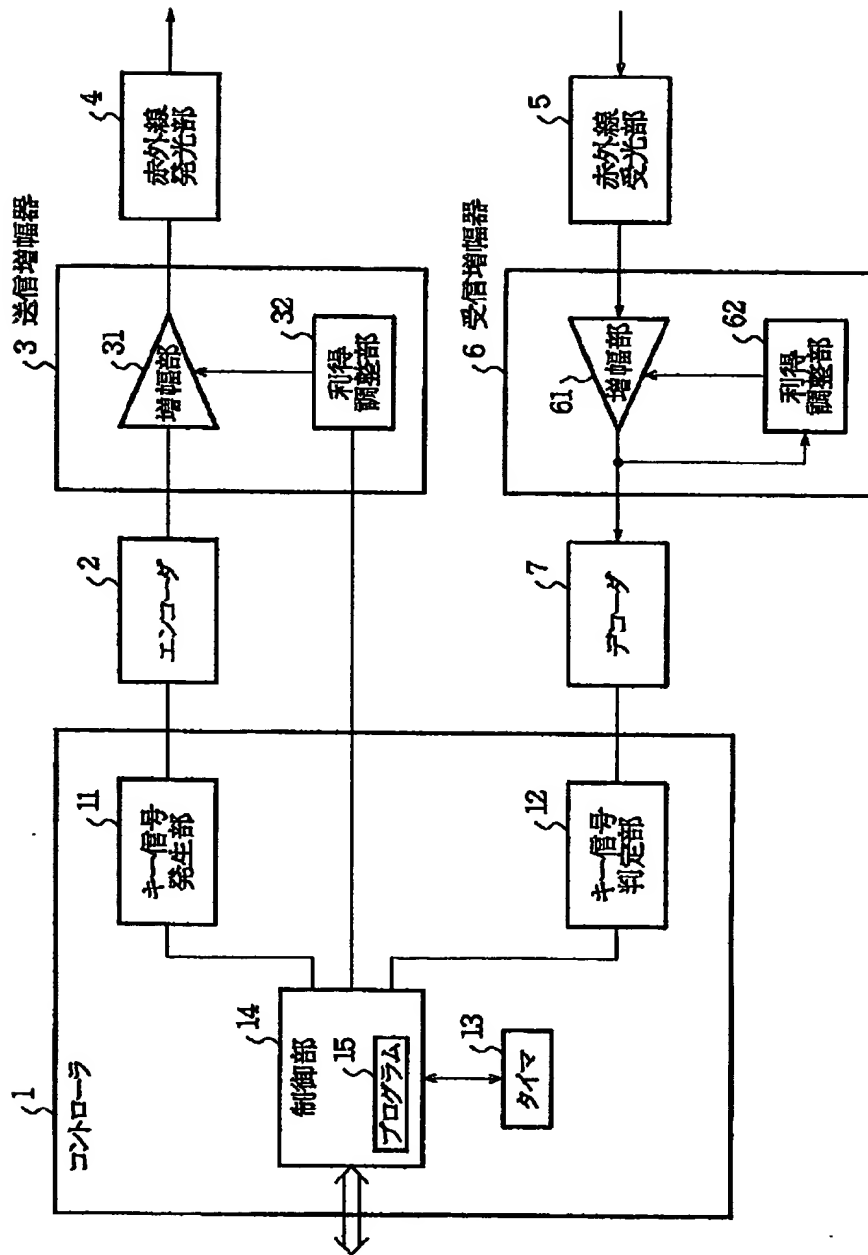 1
コントローラ
14
制御部
15
プログラム
13
タイマ
11
キー信号
発生部
12
キー信号
判定部
2
エンコーダ
7
デコーダ
3 送信増幅器
31
増幅部
32
利得
調整部
4
赤外線
発光部
6 受信増幅器
61
増幅部
62
利得
調整部
5
赤外線
受光部